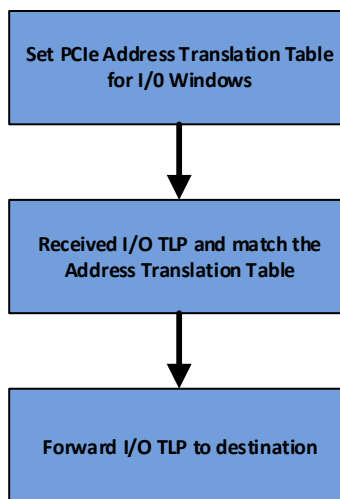 Set PCIe Address Translation Table
for I/0 Windows
Received I/O TLP and match the
Address Translation Table
Forward I/O TLP to destination